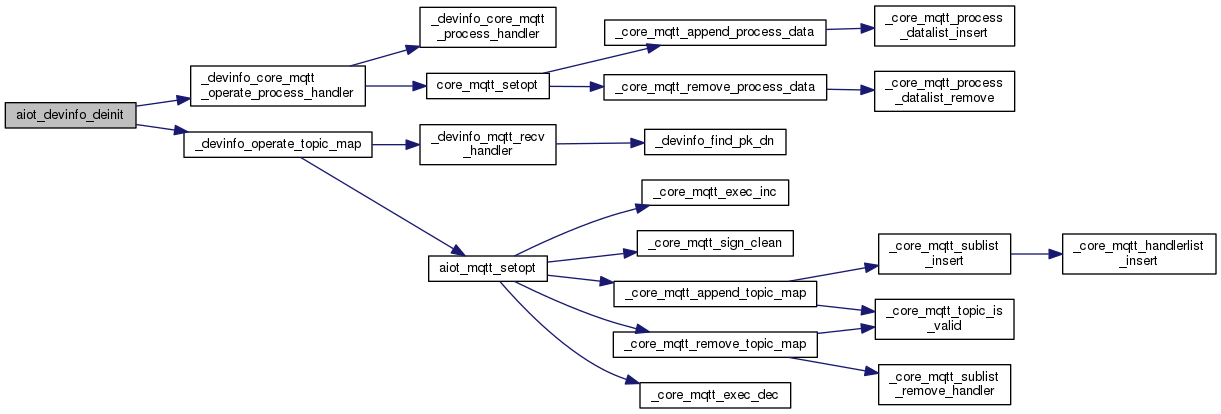 aiot_devinfo_deinit
_devinfo_core_mqtt
_operate_process_handler
_devinfo_operate_topic_map
_devinfo_core_mqtt
_process_handler
core_mqtt_setopt
_devinfo_mqtt_recv
_handler
aiot_mqtt_setopt
_core_mqtt_append_process_data
_core_mqtt_remove_process_data
_devinfo_find_pk_dn
_core_mqtt_exec_inc
_core_mqtt_sign_clean
_core_mqtt_append_topic_map
_core_mqtt_remove_topic_map
_core_mqtt_exec_dec
_core_mqtt_process
_datalist_insert
_core_mqtt_process
_datalist_remove
_core_mqtt_sublist
_insert
_core_mqtt_topic_is
_valid
_core_mqtt_sublist
_remove_handler
_core_mqtt_handlerlist
_insert